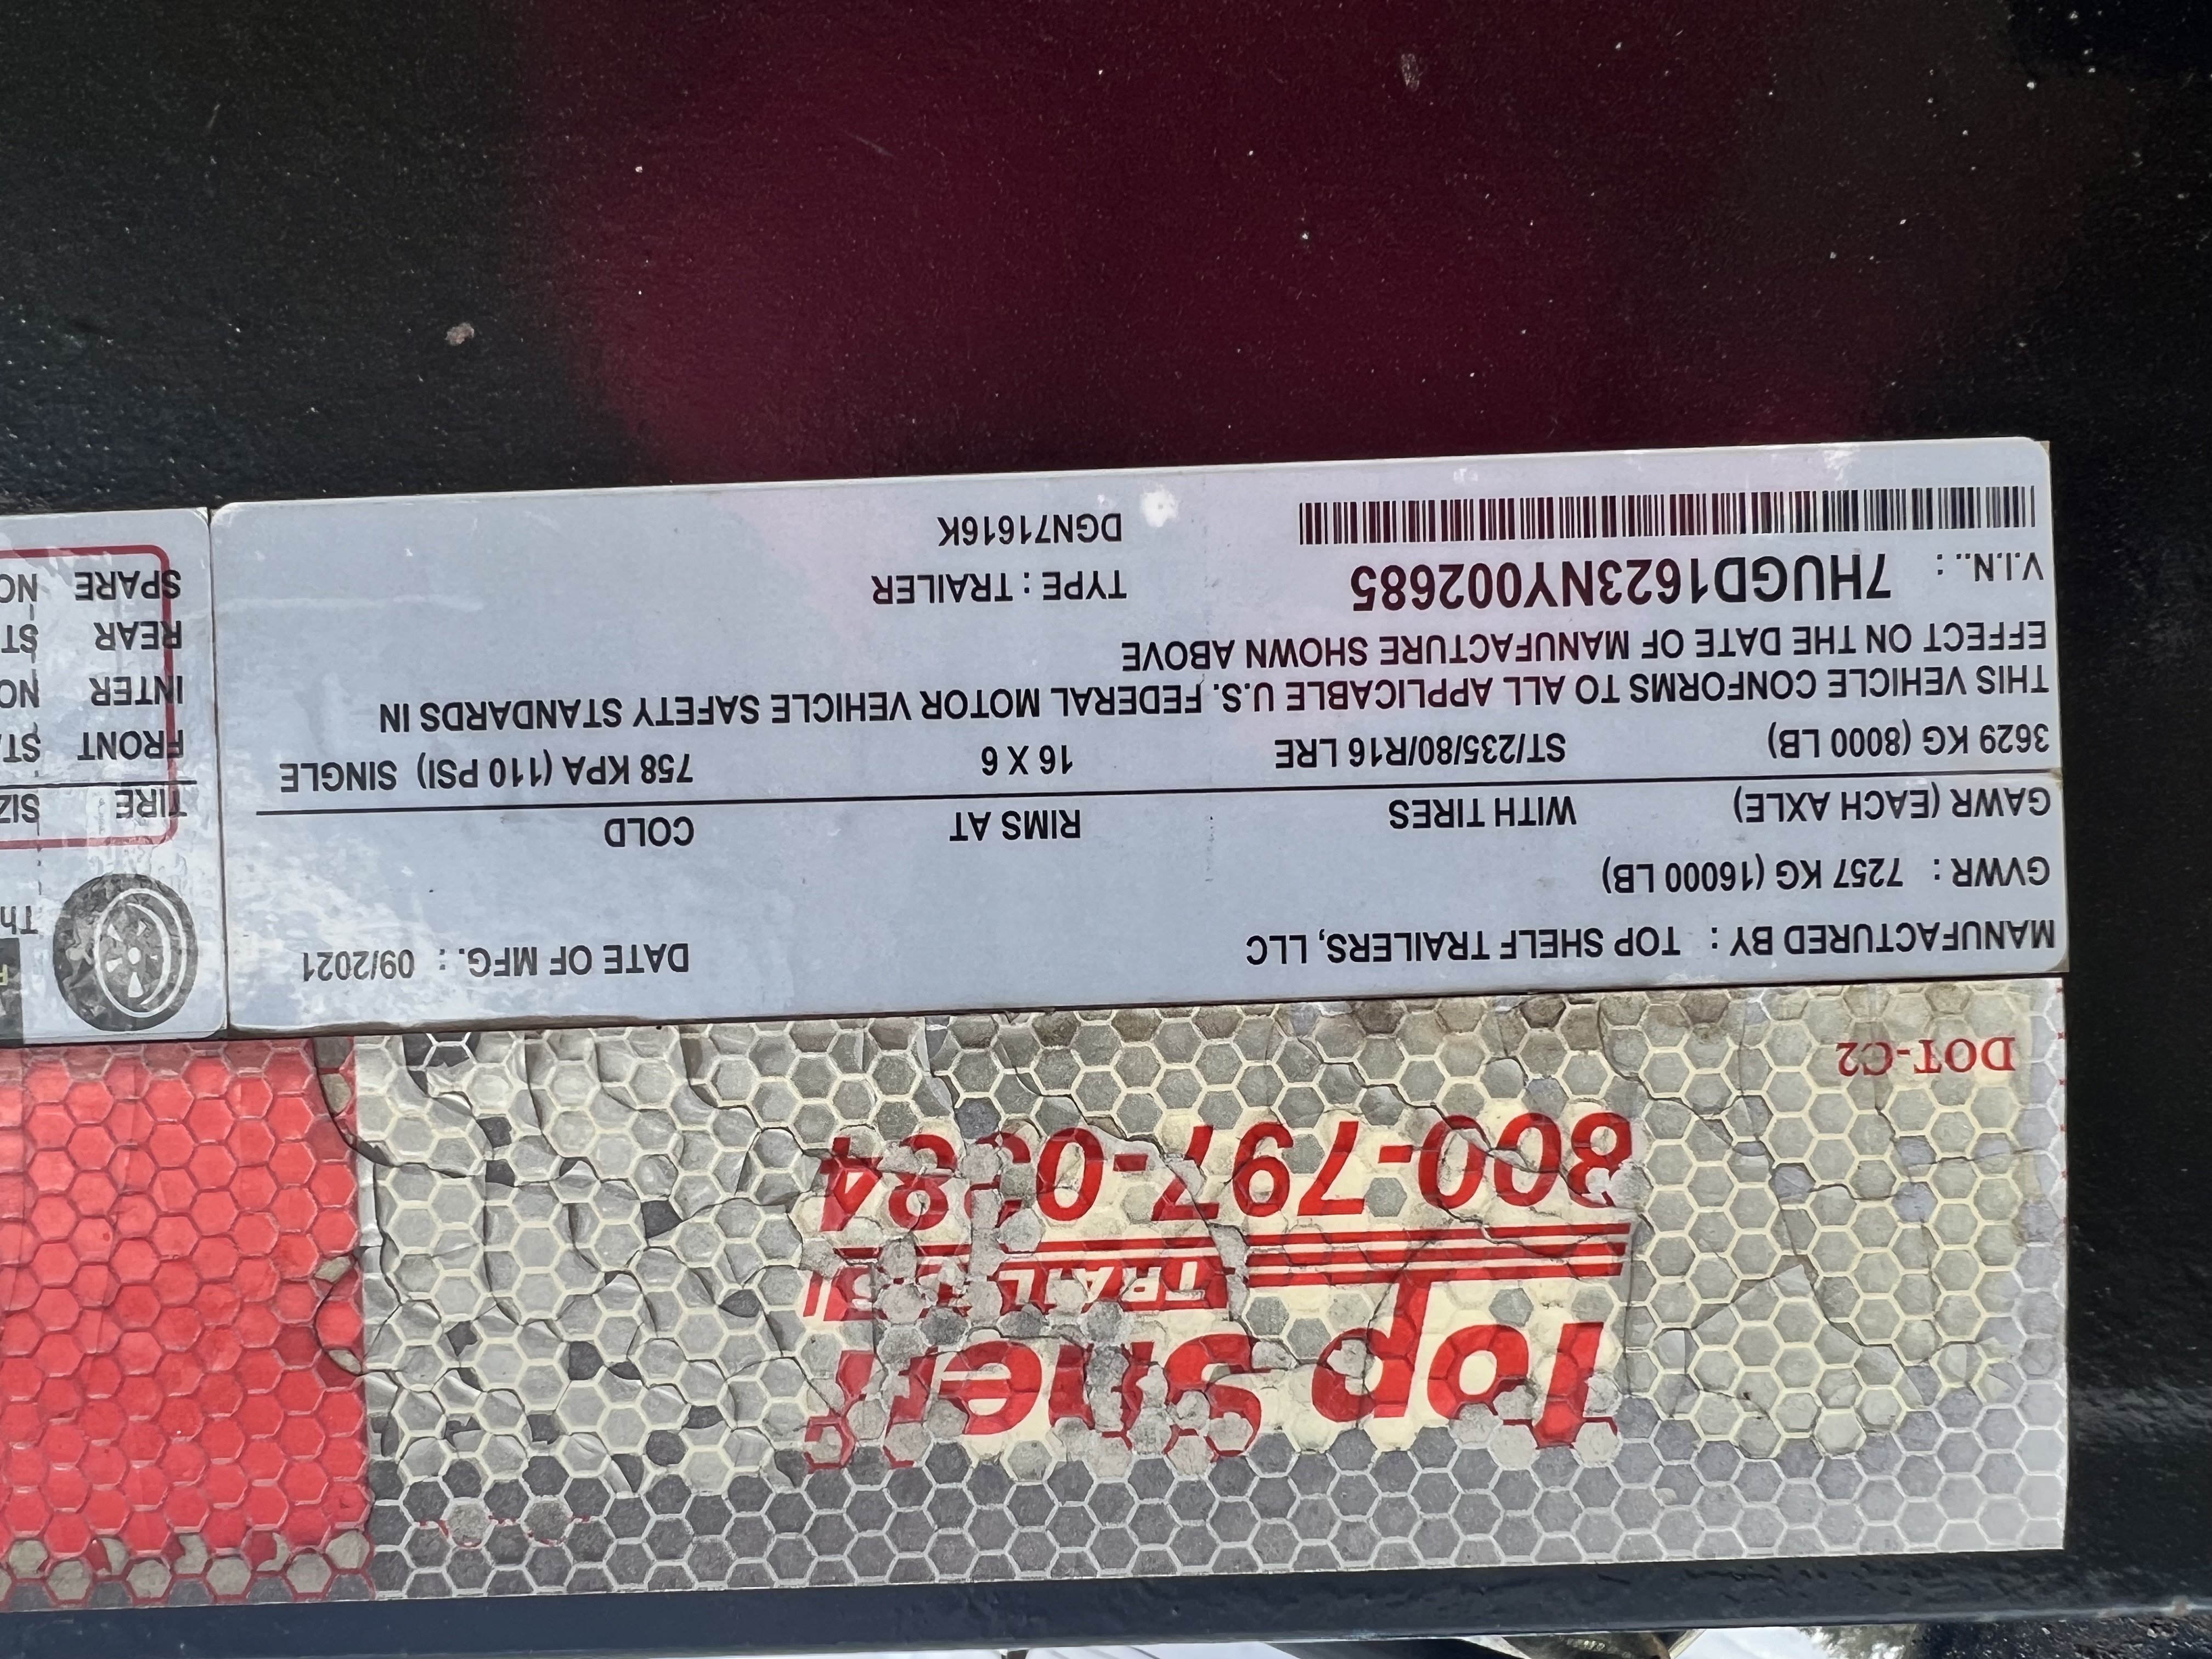 Top Shelf
TRAILERS
800-797-0384
DOT-C2
MANUFACTURED BY : TOP SHELF TRAILERS, LLC DATE OF MFG. : 09/2021
GVWR : 7257 KG (16000 LB)
GAWR (EACH AXLE) WITH TIRES RIMS AT COLD
3629 KG (8000 LB) ST/235/80/R16 LRE 16 X 6 758 KPA (110 PSI) SINGLE
THIS VEHICLE CONFORMS TO ALL APPLICABLE U.S. FEDERAL MOTOR VEHICLE SAFETY STANDARDS IN
EFFECT ON THE DATE OF MANUFACTURE SHOWN ABOVE
V.I.N.. : 7HUGD1623NY002685 TYPE : TRAILER
DGN71616K
TIRE
FRONT
INTER
REAR
SPARE